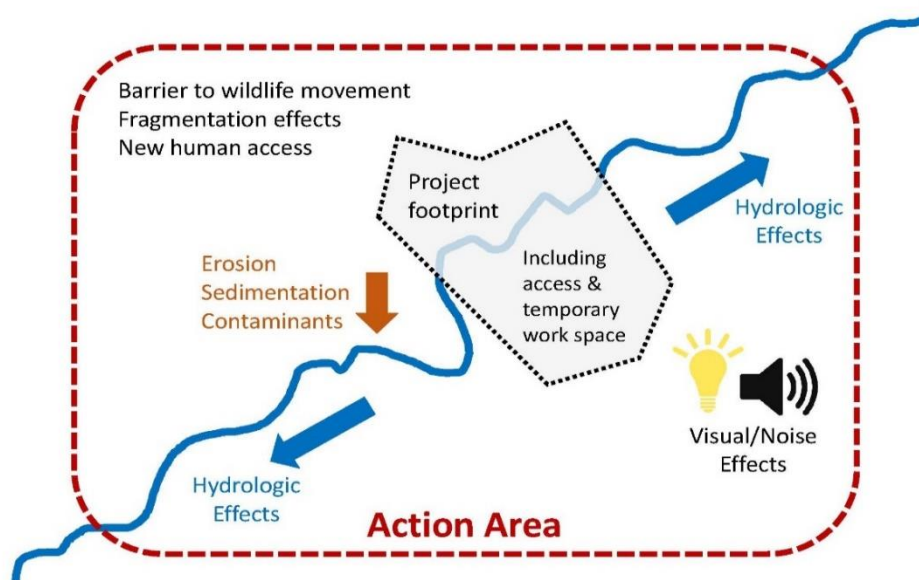 Barrier to wildlife movement
Fragmentation effects
New human access
Project
footprint
Including
access &
temporary
work space
Hydrologic
Effects
Erosion
Sedimentation
Contaminants
Visual/Noise
Effects
Hydrologic
Effects
Action Area